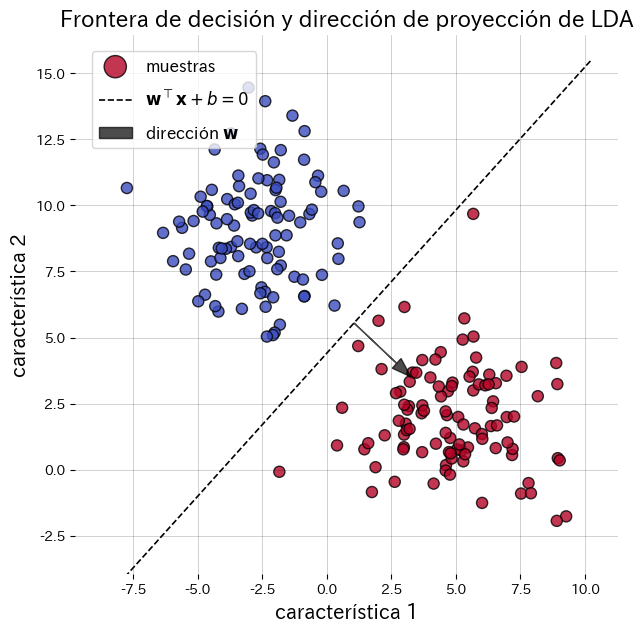 Frontera de decisión y dirección de proyección de LDA
muestras
w⊤x + b = 0
dirección w
característica 2
15.0
12.5
10.0
7.5
5.0
2.5
0.0
-2.5
-7.5 -5.0 -2.5 0.0 2.5 5.0 7.5 10.0
característica 1